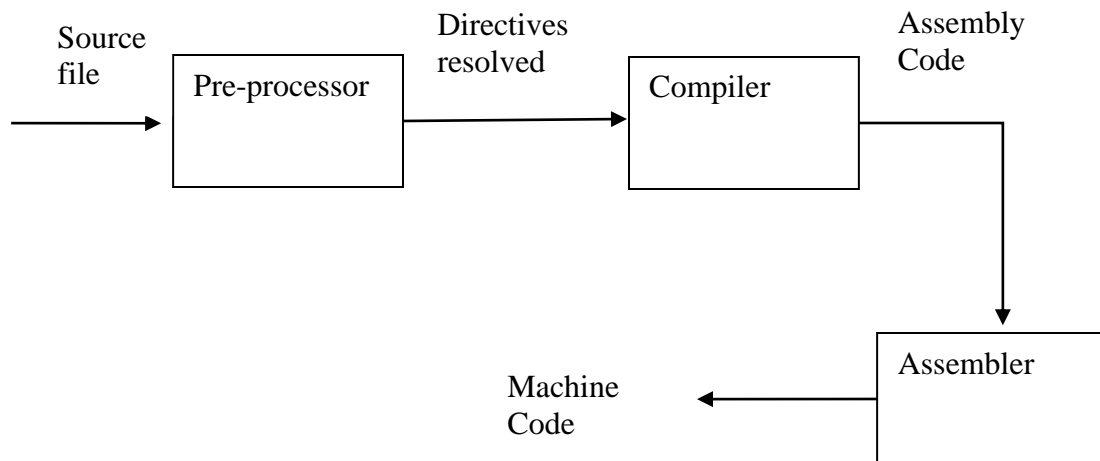 Source
file
Pre-processor
Directives
resolved
Compiler
Assembly
Code
Assembler
Machine
Code